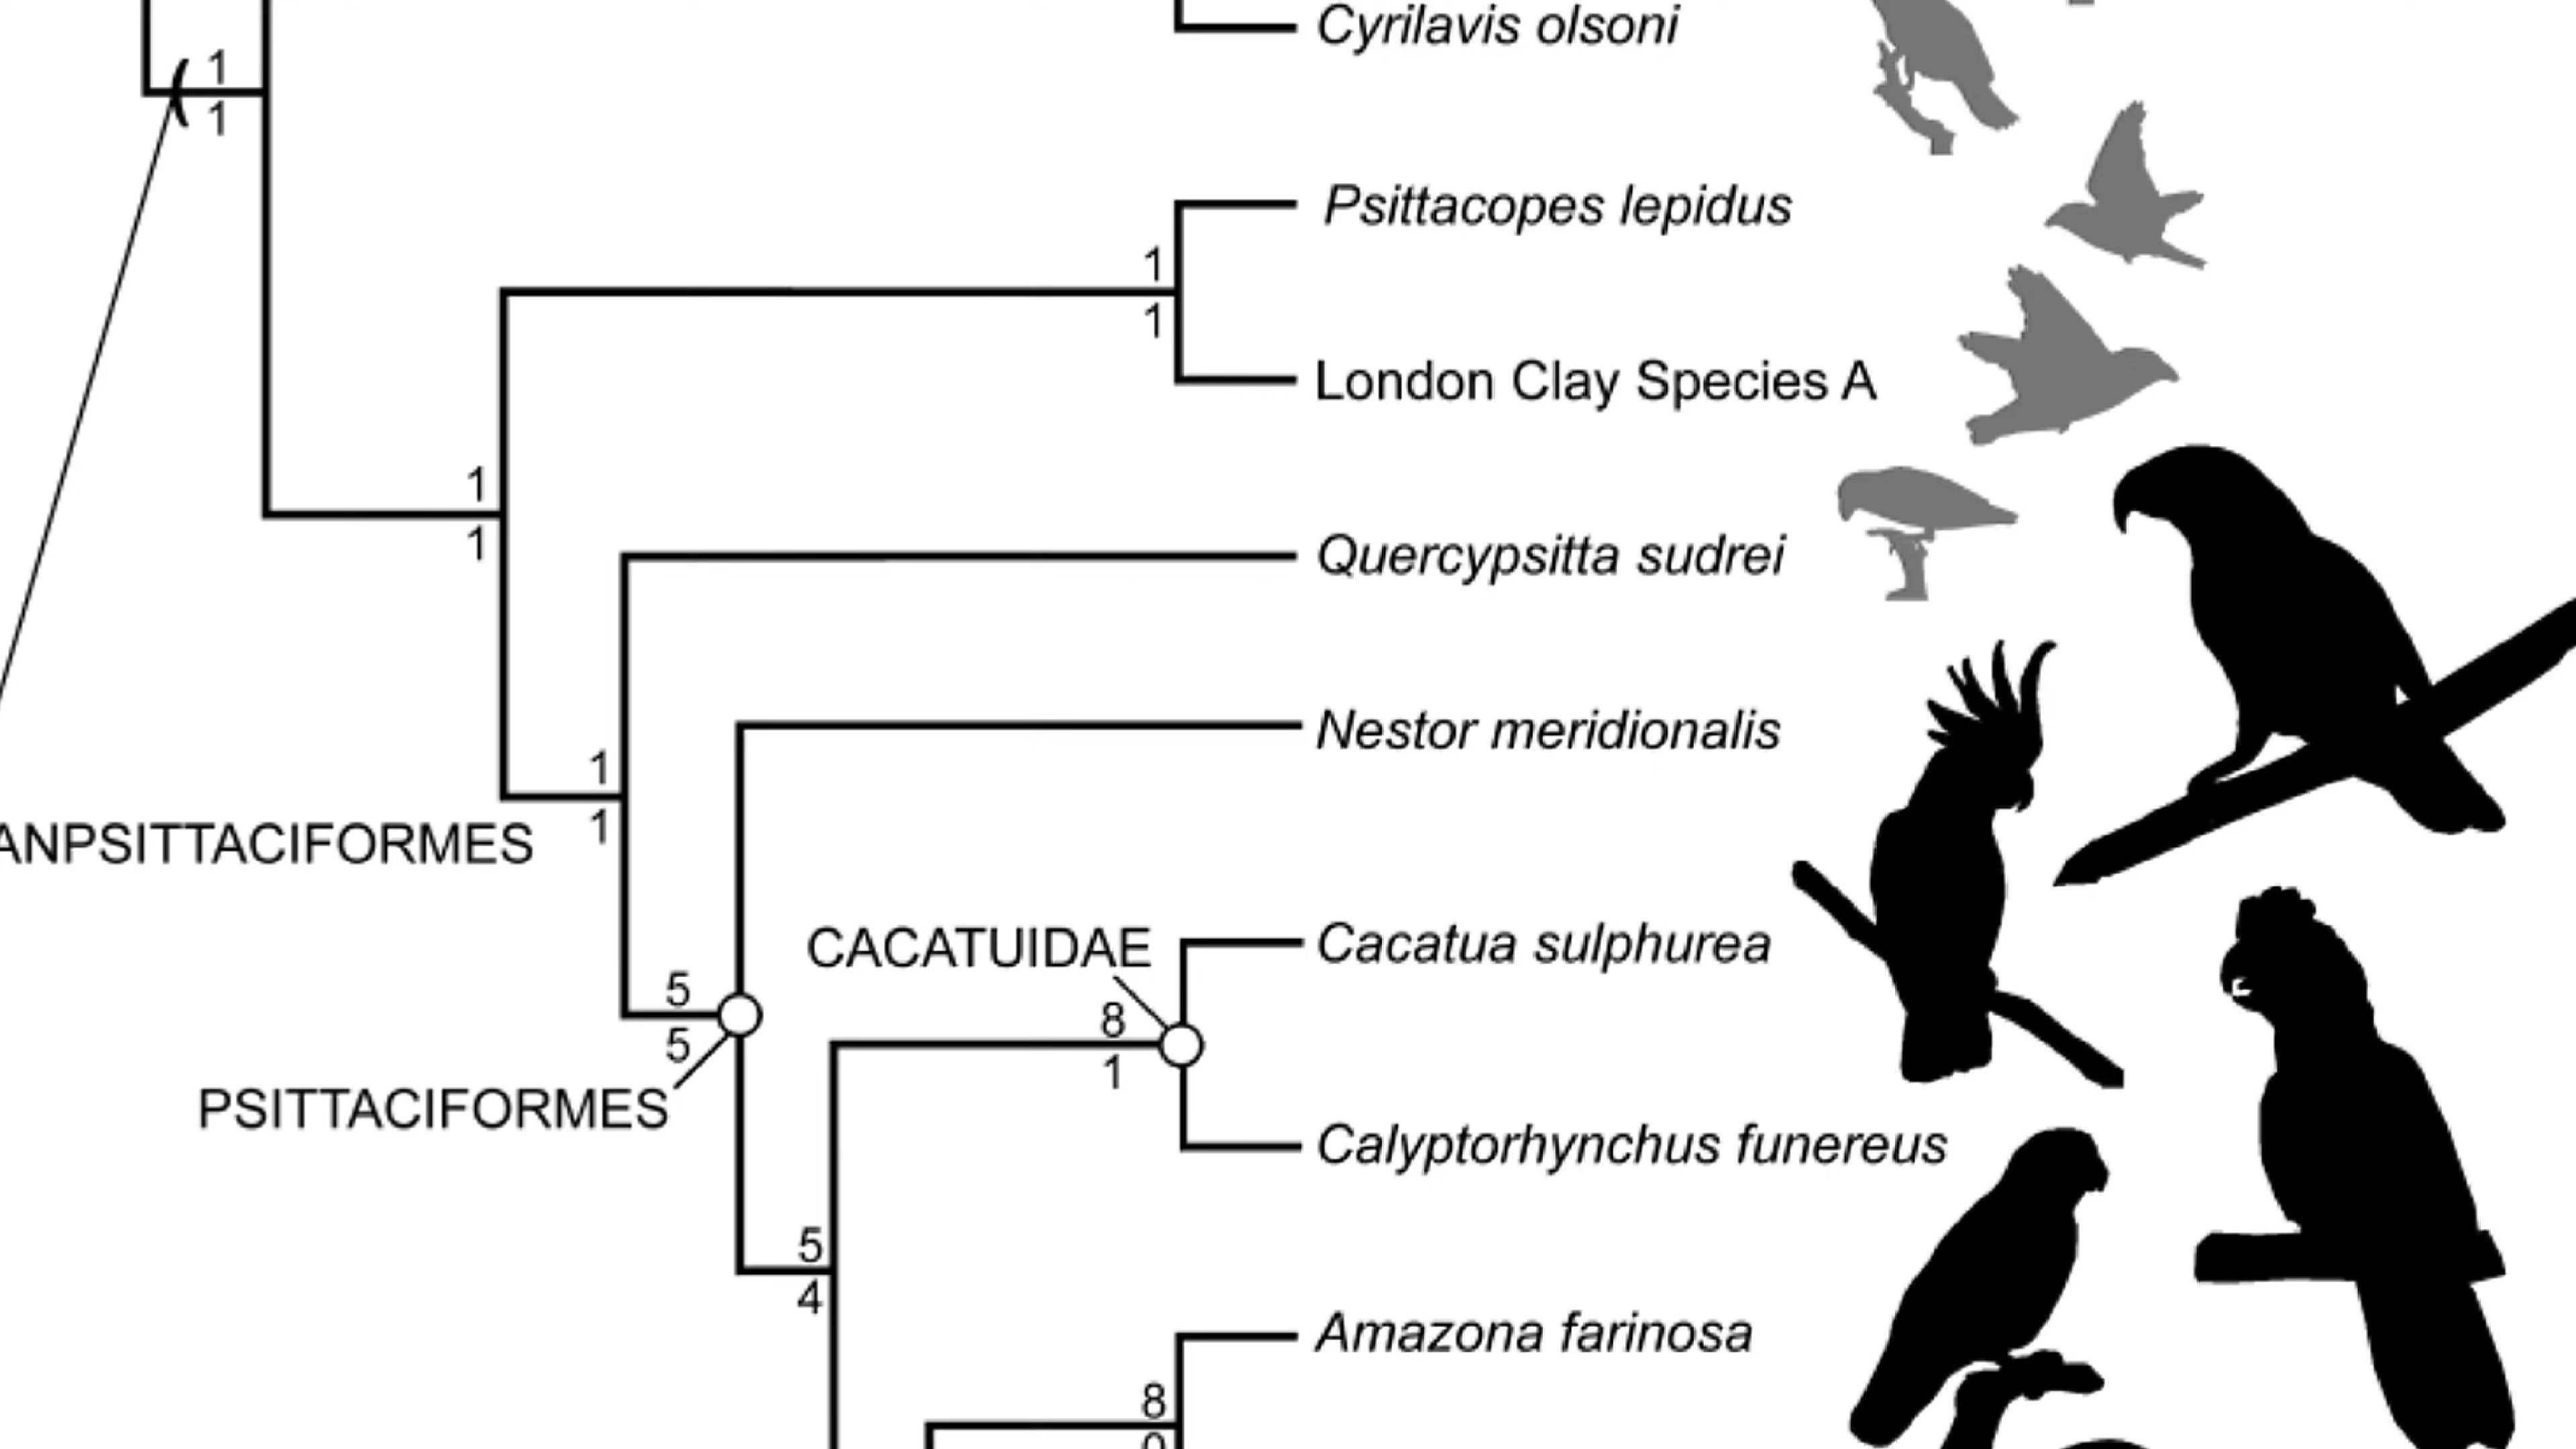 Cyrilavis olsoni
1
1
Psittacopes lepidus
1
1
London Clay Species A
1
1
Quercypsitta sudrei
Nestor meridionalis
1
1
ANPSITTACIFORMES
CACATUIDAE
Cacatua sulphurea
5
5
8
1
PSITTACIFORMES
Calyptorhynchus funereus
5
4
Amazona farinosa
8